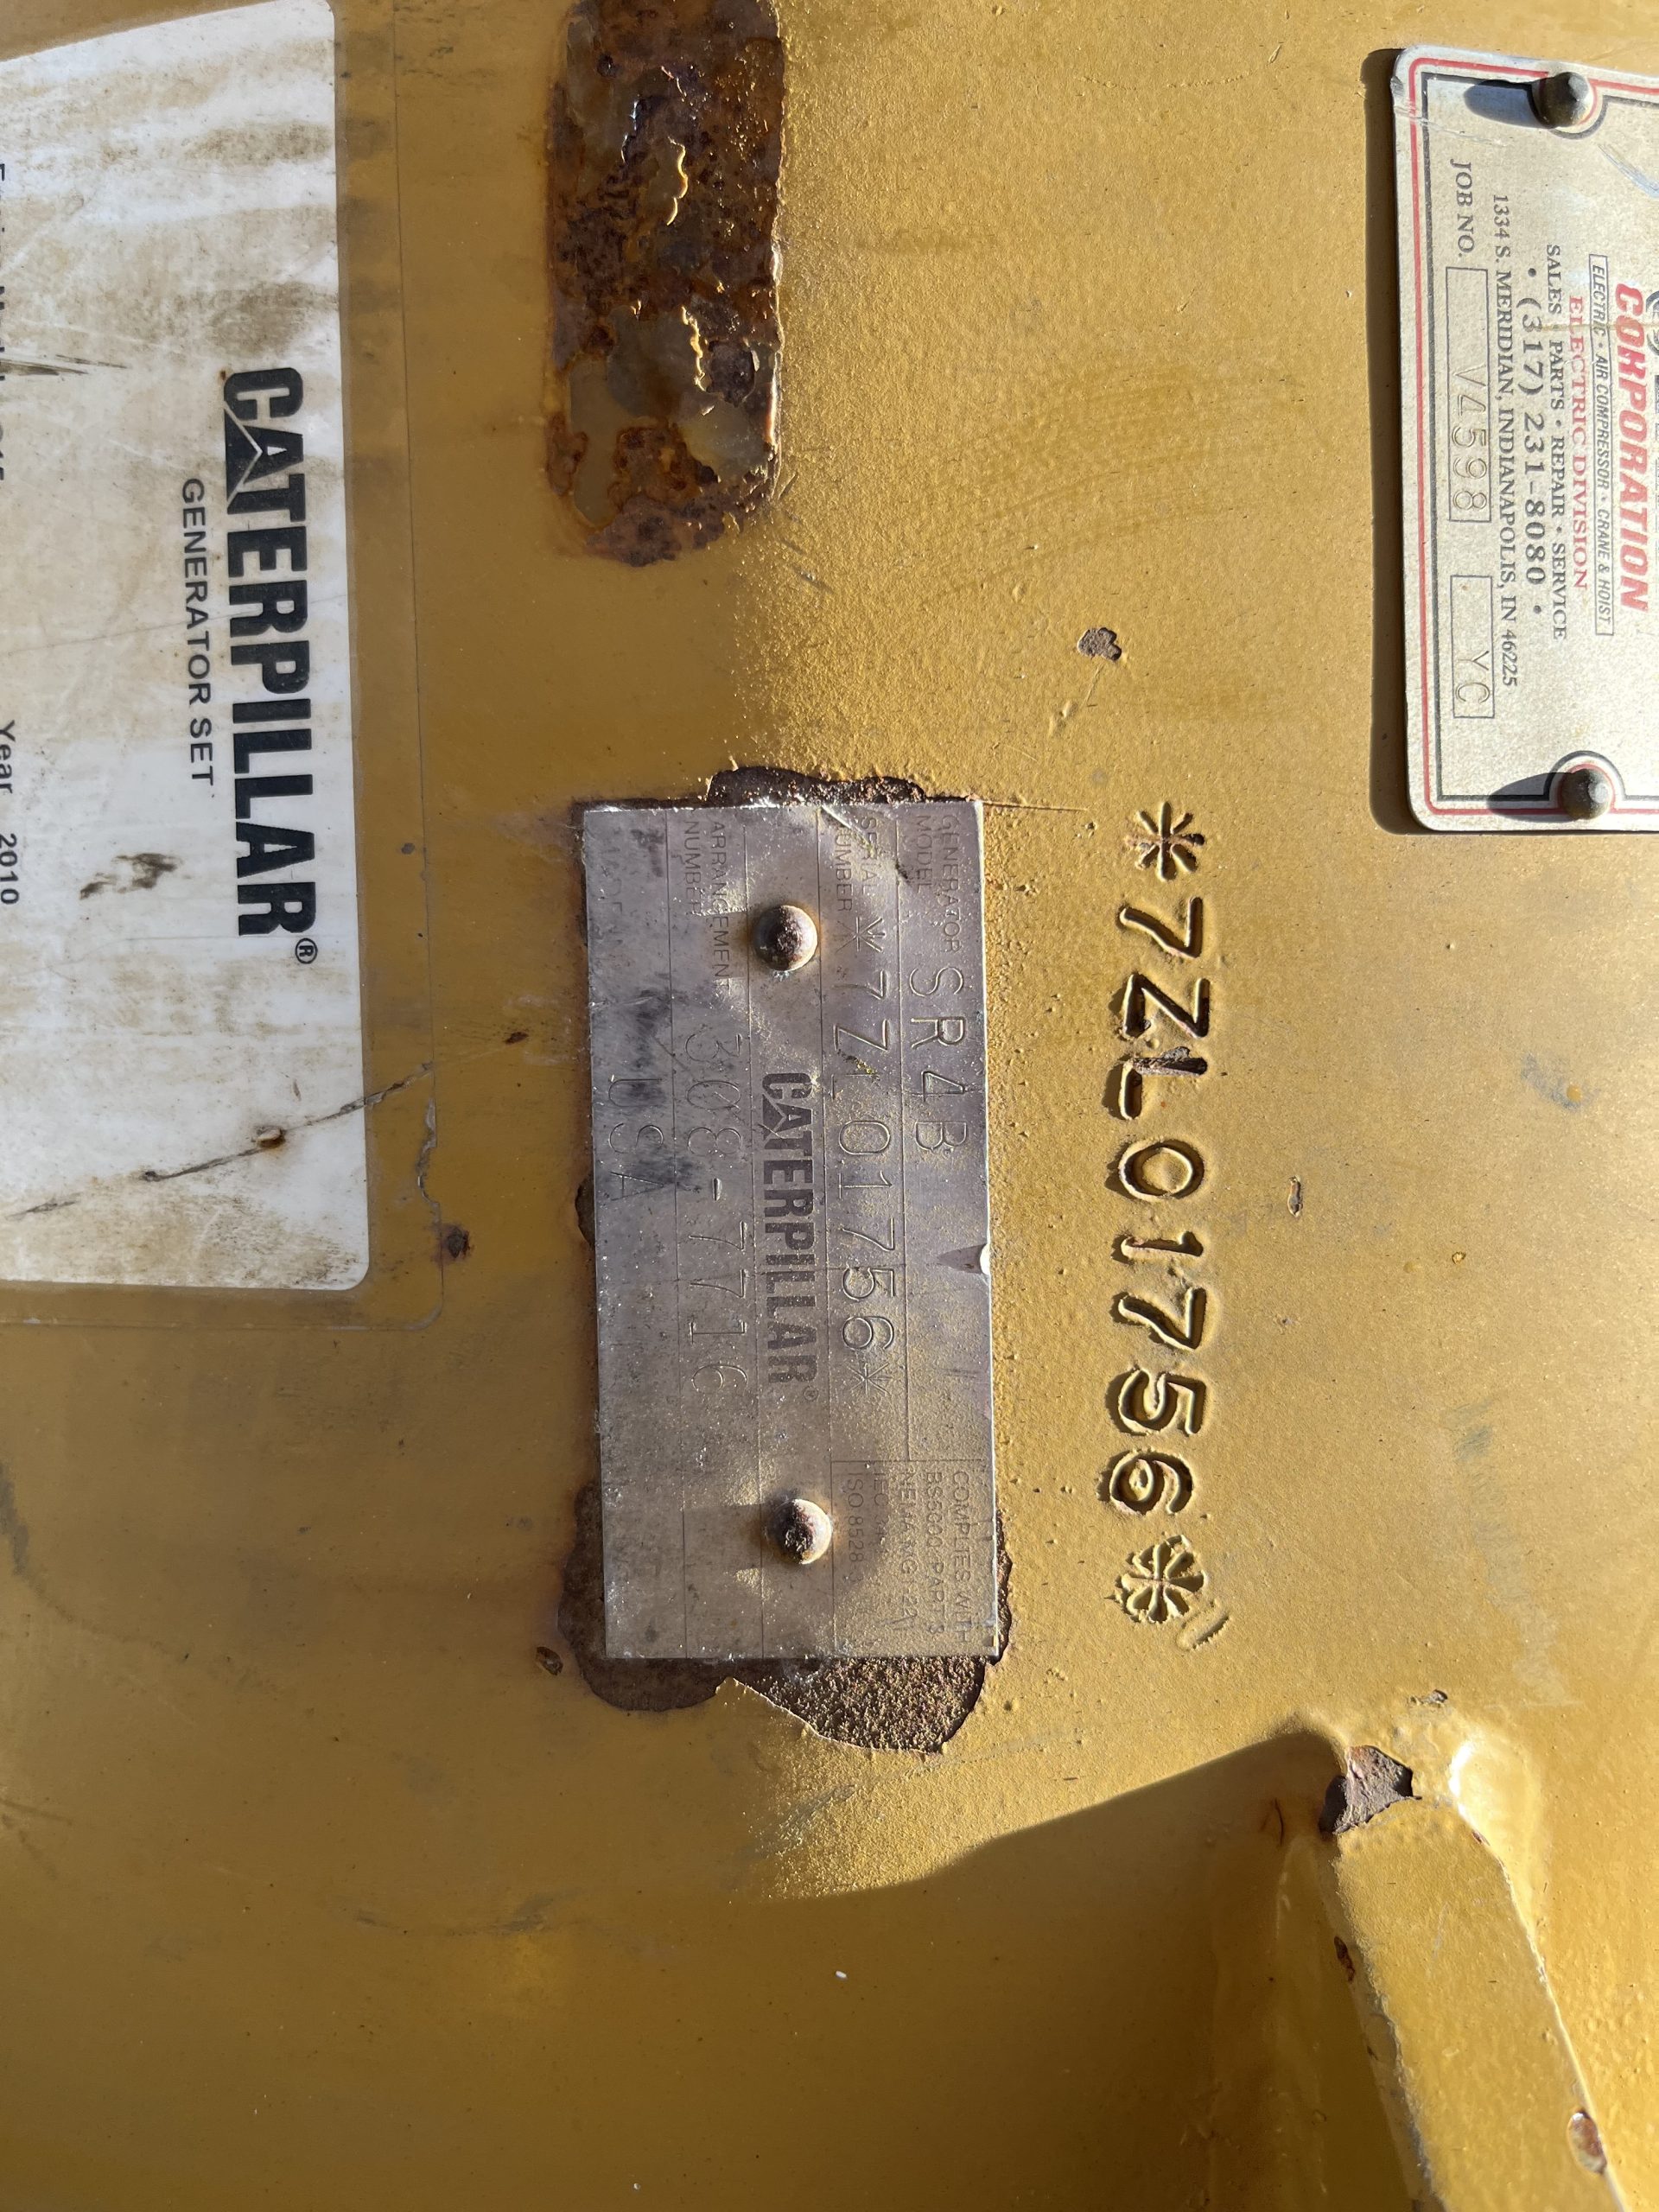 CORPORATION
ELECTRIC • AIR COMPRESSOR • CRANE & HOIST
ELECTRIC DIVISION
SALES • PARTS • REPAIR • SERVICE
• (317) 231-8080 •
1334 S. MERIDIAN, INDIANAPOLIS, IN 46225
JOB NO. V4598 YC
*7ZL01756*
GENERATOR MODEL SR4B
SERIAL NUMBER *7ZL01756*
COMPLIES WITH
BS5000 PART 3
NEMA MG 21
IEC
ISO 8528
CATERPILLAR®
ARRANGEMENT NUMBER 308-7716
USA
CATERPILLAR®
GENERATOR SET
Year 2010